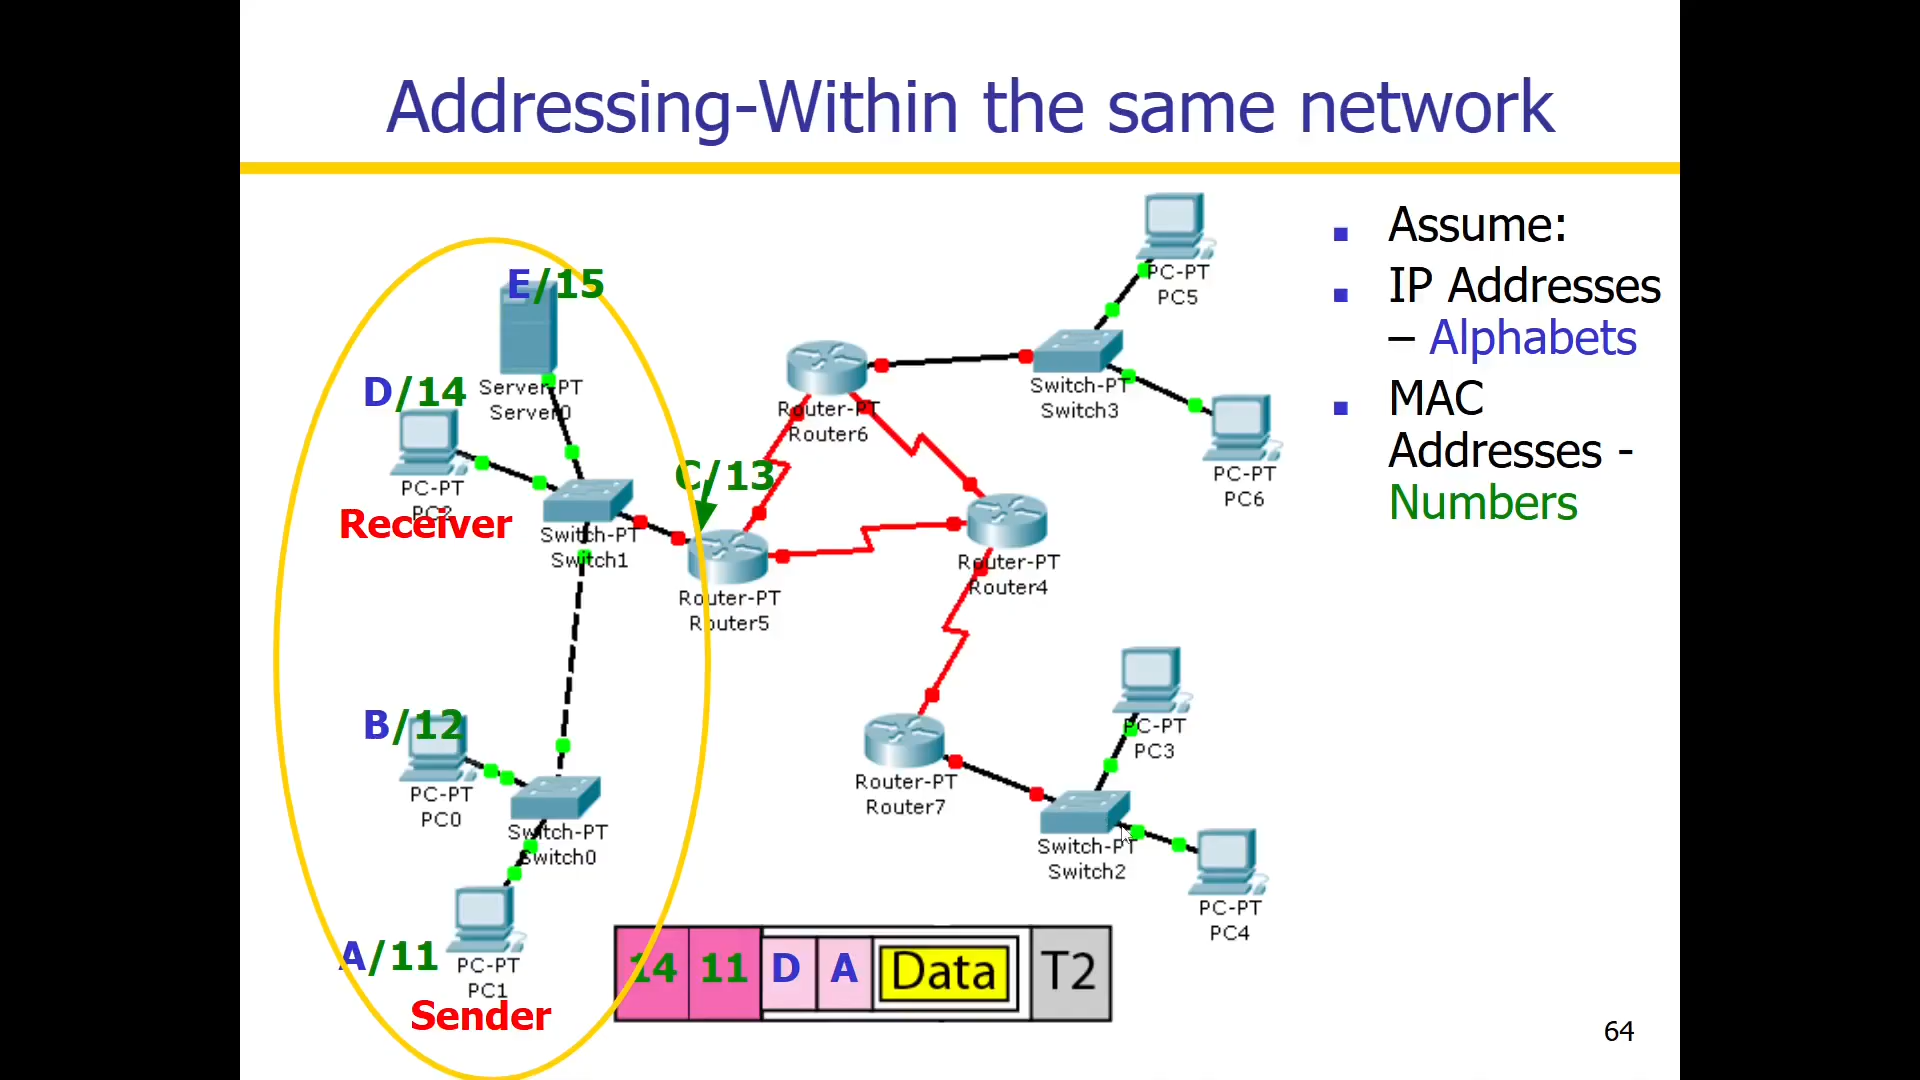 Addressing-Within the same network
Assume:
IP Addresses
– Alphabets
MAC
Addresses -
Numbers
E/15
Server-PT
Server0
D/14
PC-PT
PC2
Receiver
Switch-PT
Switch1
C/13
Router-PT
Router5
Router-PT
Router6
Router-PT
Router4
Switch-PT
Switch3
PC-PT
PC5
PC-PT
PC6
B/12
PC-PT
PC0
Switch-PT
Switch0
A/11
PC-PT
PC1
Sender
Router-PT
Router7
Switch-PT
Switch2
PC-PT
PC3
PC-PT
PC4
14 11 D A Data T2
64